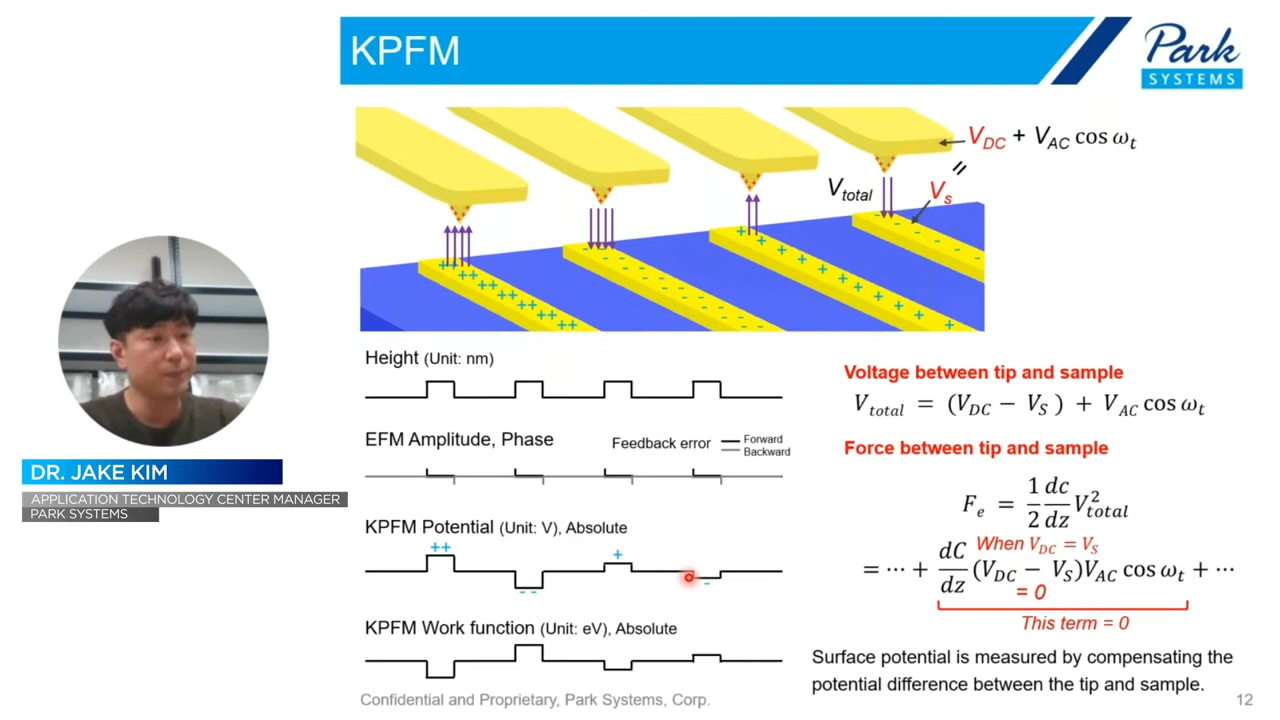 KPFM
Park
SYSTEMS
V_DC + V_AC cos ω_t
=
V_total
V_s
++ ++ ++ ++ ++ ++ ++
- - - - - - - - - - - - -
+ + + + + + + + +
- - - - - - -
Height (Unit: nm)
EFM Amplitude, Phase
Feedback error
Forward
Backward
KPFM Potential (Unit: V), Absolute
++
+
- -
-
KPFM Work function (Unit: eV), Absolute
Voltage between tip and sample
V_total = (V_DC − V_S) + V_AC cos ω_t
Force between tip and sample
F_e = 1/2 dc/dz V²_total
When V_DC = V_S
= ⋯ + dC/dz (V_DC − V_S)V_AC cos ω_t + ⋯
= 0
This term = 0
Surface potential is measured by compensating the
potential difference between the tip and sample.
DR. JAKE KIM
APPLICATION TECHNOLOGY CENTER MANAGER
PARK SYSTEMS
Confidential and Proprietary, Park Systems, Corp.
12